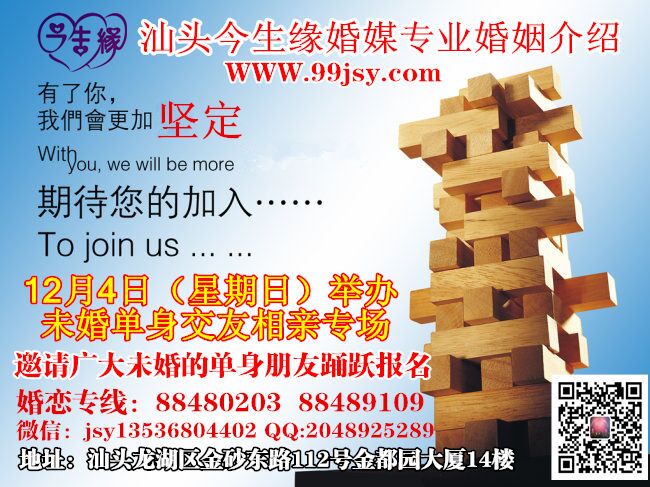 今生缘
汕头今生缘婚媒专业婚姻介绍
WWW.99jsy.com
有了你，
我們會更加 坚定
With you, we will be more
期待您的加入……
To join us ... ...
12月4日（星期日）举办
未婚单身交友相亲专场
邀请广大未婚的单身朋友踊跃报名
婚恋专线：88480203 88489109
微信：jsy13536804402 QQ:2048925289
地址：汕头龙湖区金砂东路112号金都园大厦14楼